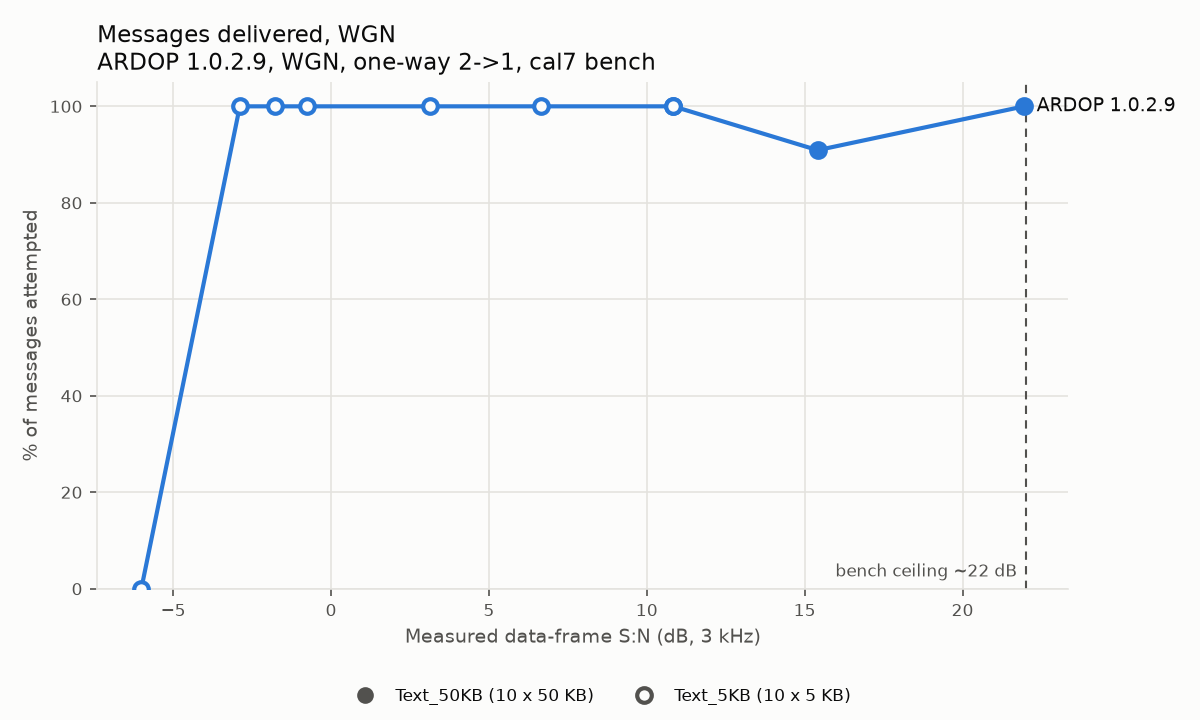 Messages delivered, WGN
ARDOP 1.0.2.9, WGN, one-way 2->1, cal7 bench
100
80
60
40
20
0
% of messages attempted
ARDOP 1.0.2.9
bench ceiling ~22 dB
−5
0
5
10
15
20
Measured data-frame S:N (dB, 3 kHz)
Text_50KB (10 x 50 KB)
Text_5KB (10 x 5 KB)